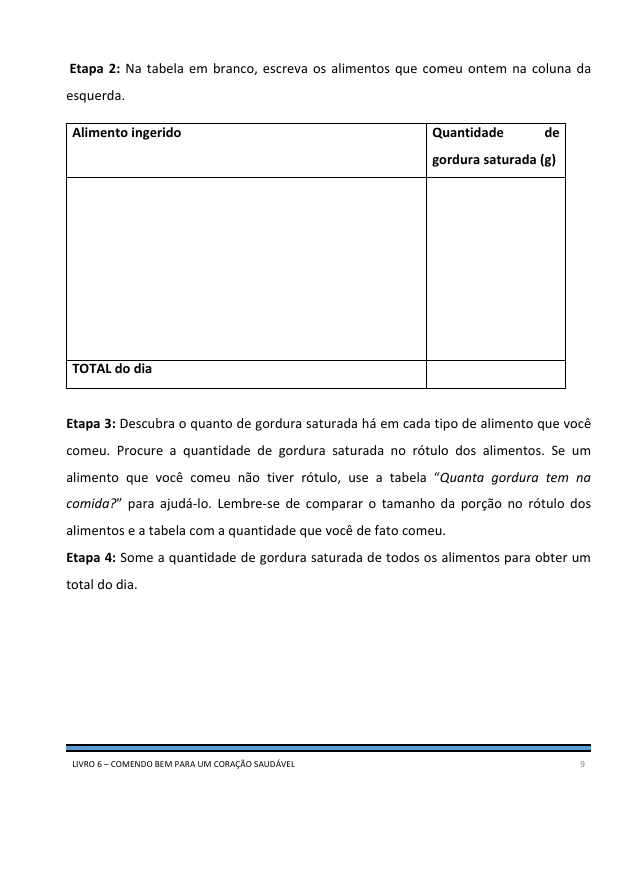 Etapa 2: Na tabela em branco, escreva os alimentos que comeu ontem na coluna da
esquerda.
Alimento ingerido
Quantidade de
gordura saturada (g)
TOTAL do dia
Etapa 3: Descubra o quanto de gordura saturada há em cada tipo de alimento que você
comeu. Procure a quantidade de gordura saturada no rótulo dos alimentos. Se um
alimento que você comeu não tiver rótulo, use a tabela “Quanta gordura tem na
comida?” para ajudá-lo. Lembre-se de comparar o tamanho da porção no rótulo dos
alimentos e a tabela com a quantidade que você de fato comeu.
Etapa 4: Some a quantidade de gordura saturada de todos os alimentos para obter um
total do dia.
LIVRO 6 – COMENDO BEM PARA UM CORAÇÃO SAUDÁVEL
9